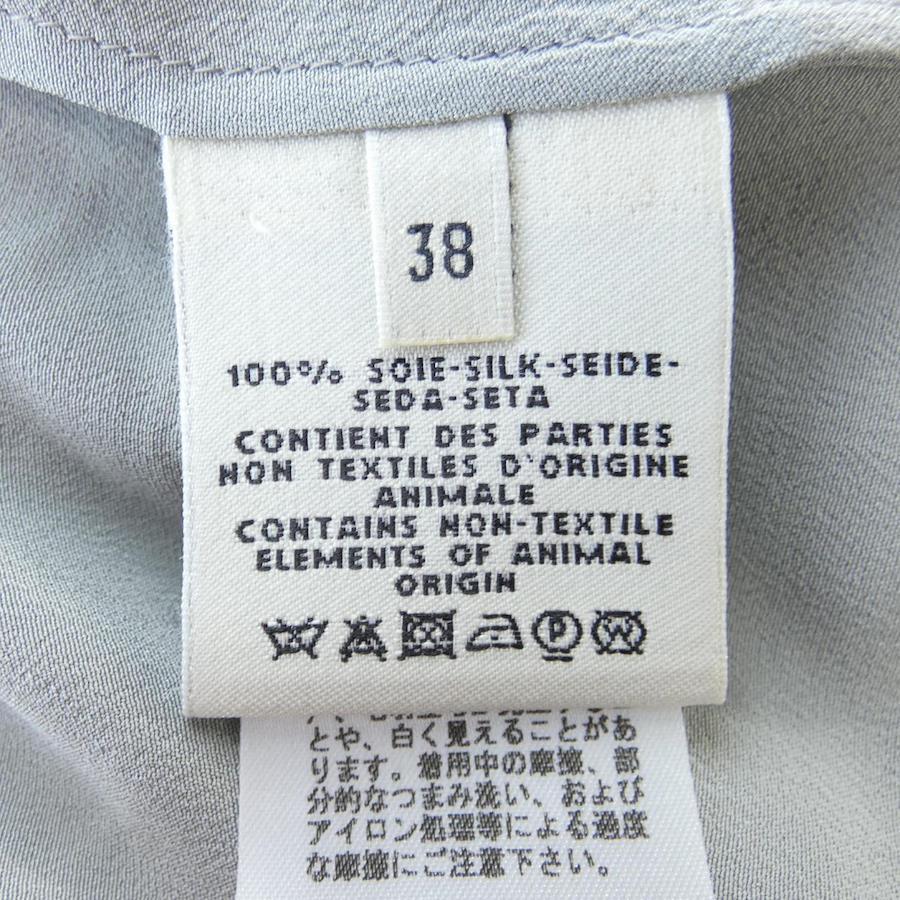 38
100% SOIE-SILK-SEIDE-
SEDA-SETA
CONTIENT DES PARTIES
NON TEXTILES D'ORIGINE
ANIMALE
CONTAINS NON-TEXTILE
ELEMENTS OF ANIMAL
ORIGIN
P W
とや、白く見えることがあ
ります。着用中の摩擦、部
分的なつまみ洗い、および
アイロン処理等による過度
な摩擦にご注意下さい。